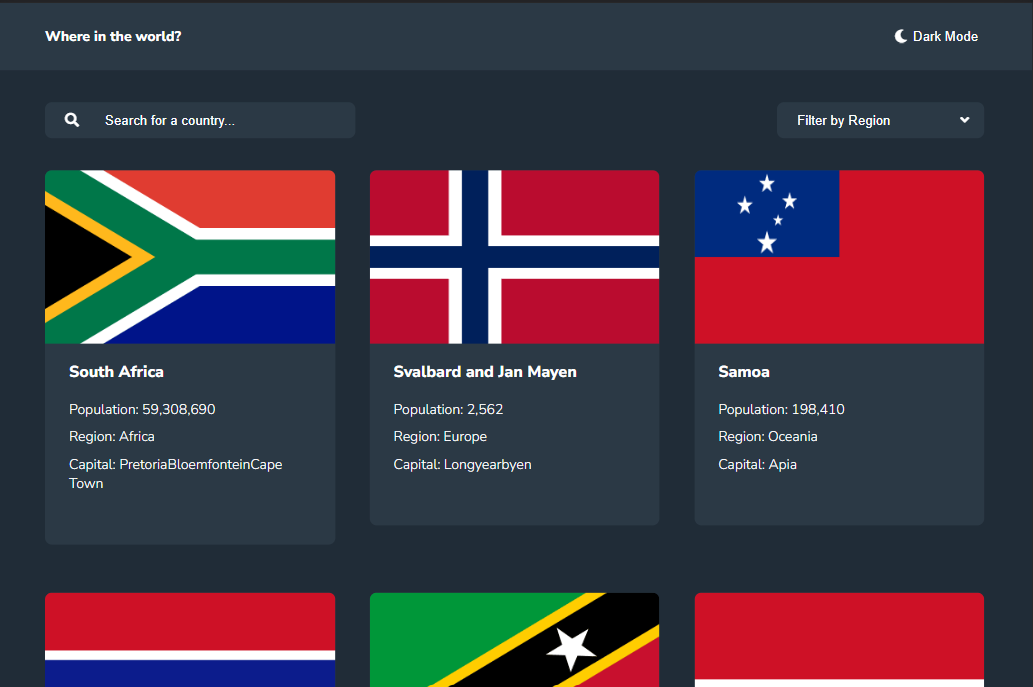 Where in the world?
Dark Mode
Search for a country...
Filter by Region
South Africa
Population: 59,308,690
Region: Africa
Capital: PretoriaBloemfonteinCape
Town
Svalbard and Jan Mayen
Population: 2,562
Region: Europe
Capital: Longyearbyen
Samoa
Population: 198,410
Region: Oceania
Capital: Apia